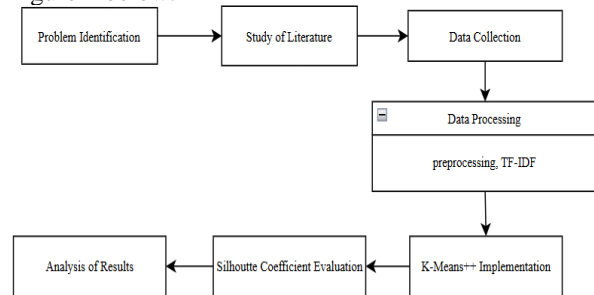 Problem Identification
Study of Literature
Data Collection
Data Processing
preprocessing, TF-IDF
K-Means++ Implementation
Silhoutte Coefficient Evaluation
Analysis of Results